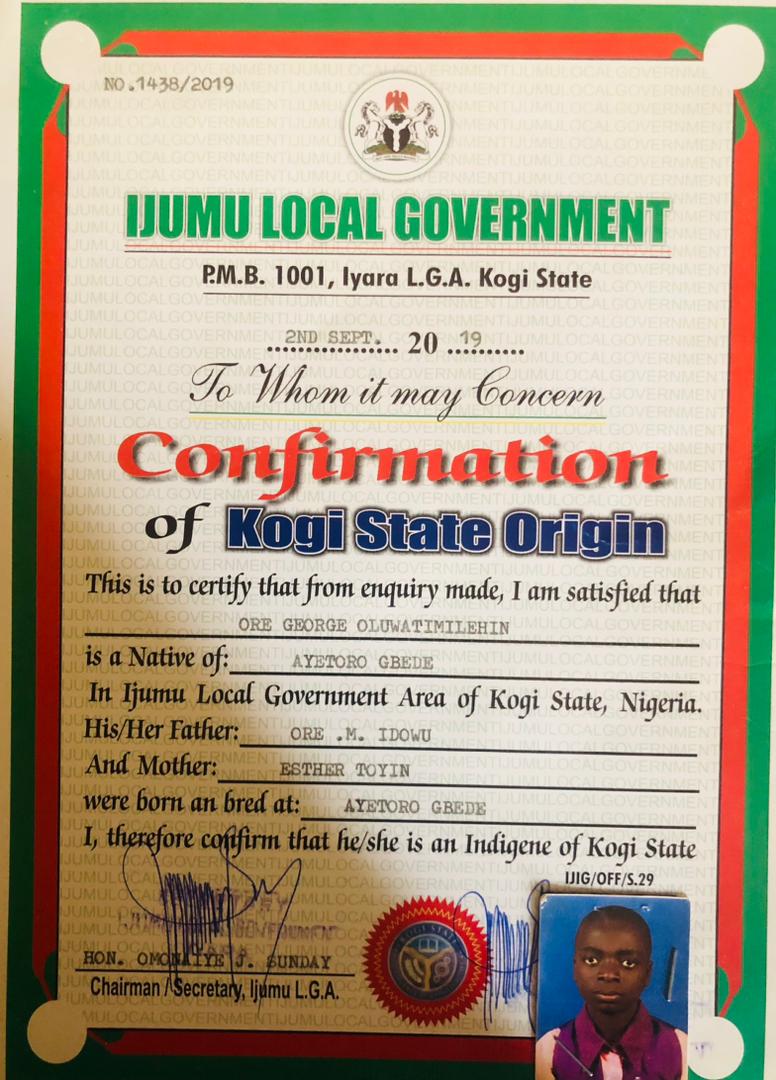 NO.1438/2019
IJUMU LOCAL GOVERNMENT
P.M.B. 1001, Iyara L.G.A. Kogi State
2ND SEPT. 20 19
To Whom it may Concern
Confirmation
of Kogi State Origin
This is to certify that from enquiry made, I am satisfied that
ORE GEORGE OLUWATIMILEHIN
is a Native of: AYETORO GBEDE
In Ijumu Local Government Area of Kogi State, Nigeria.
His/Her Father: ORE .M. IDOWU
And Mother: ESTHER TOYIN
were born an bred at: AYETORO GBEDE
I, therefore confirm that he/she is an Indigene of Kogi State
IJIG/OFF/S.29
KOGI STATE
HON. OMONAIYE J. SUNDAY
Chairman / Secretary, Ijumu L.G.A.